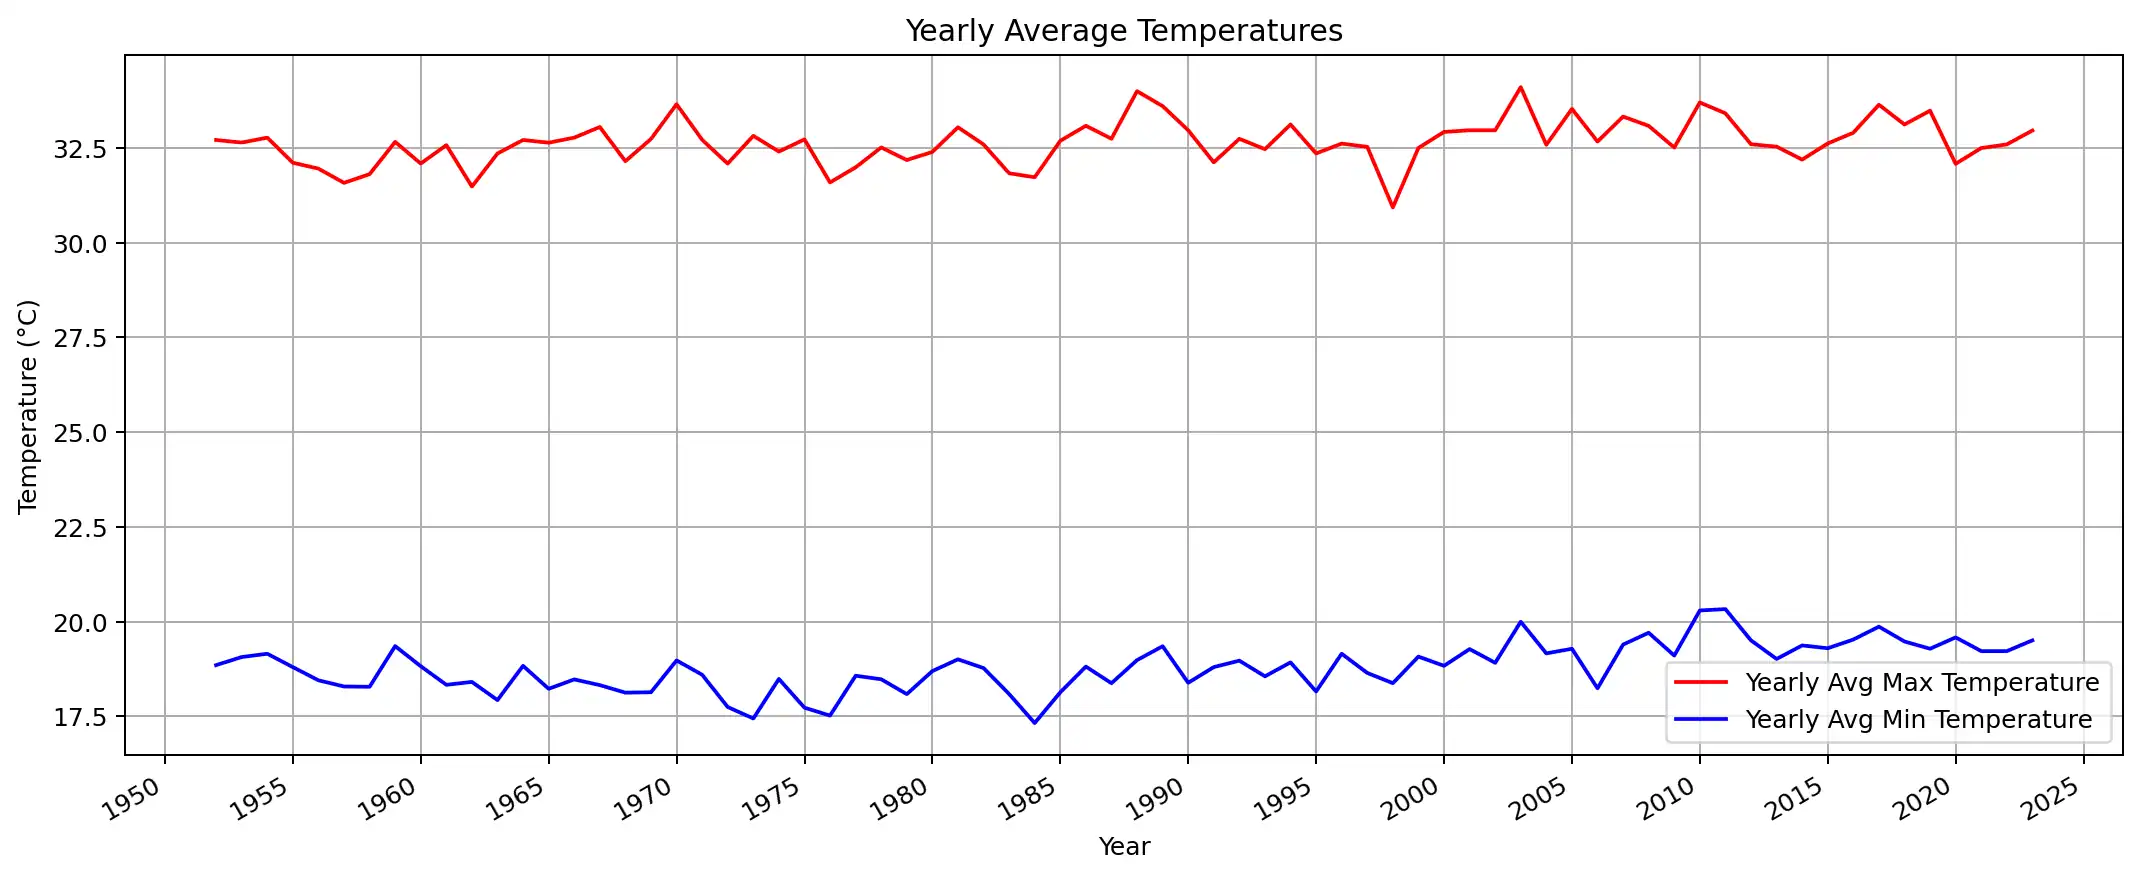 Yearly Average Temperatures
Temperature (°C)
32.5
30.0
27.5
25.0
22.5
20.0
17.5
Yearly Avg Max Temperature
Yearly Avg Min Temperature
1950 1955 1960 1965 1970 1975 1980 1985 1990 1995 2000 2005 2010 2015 2020 2025
Year